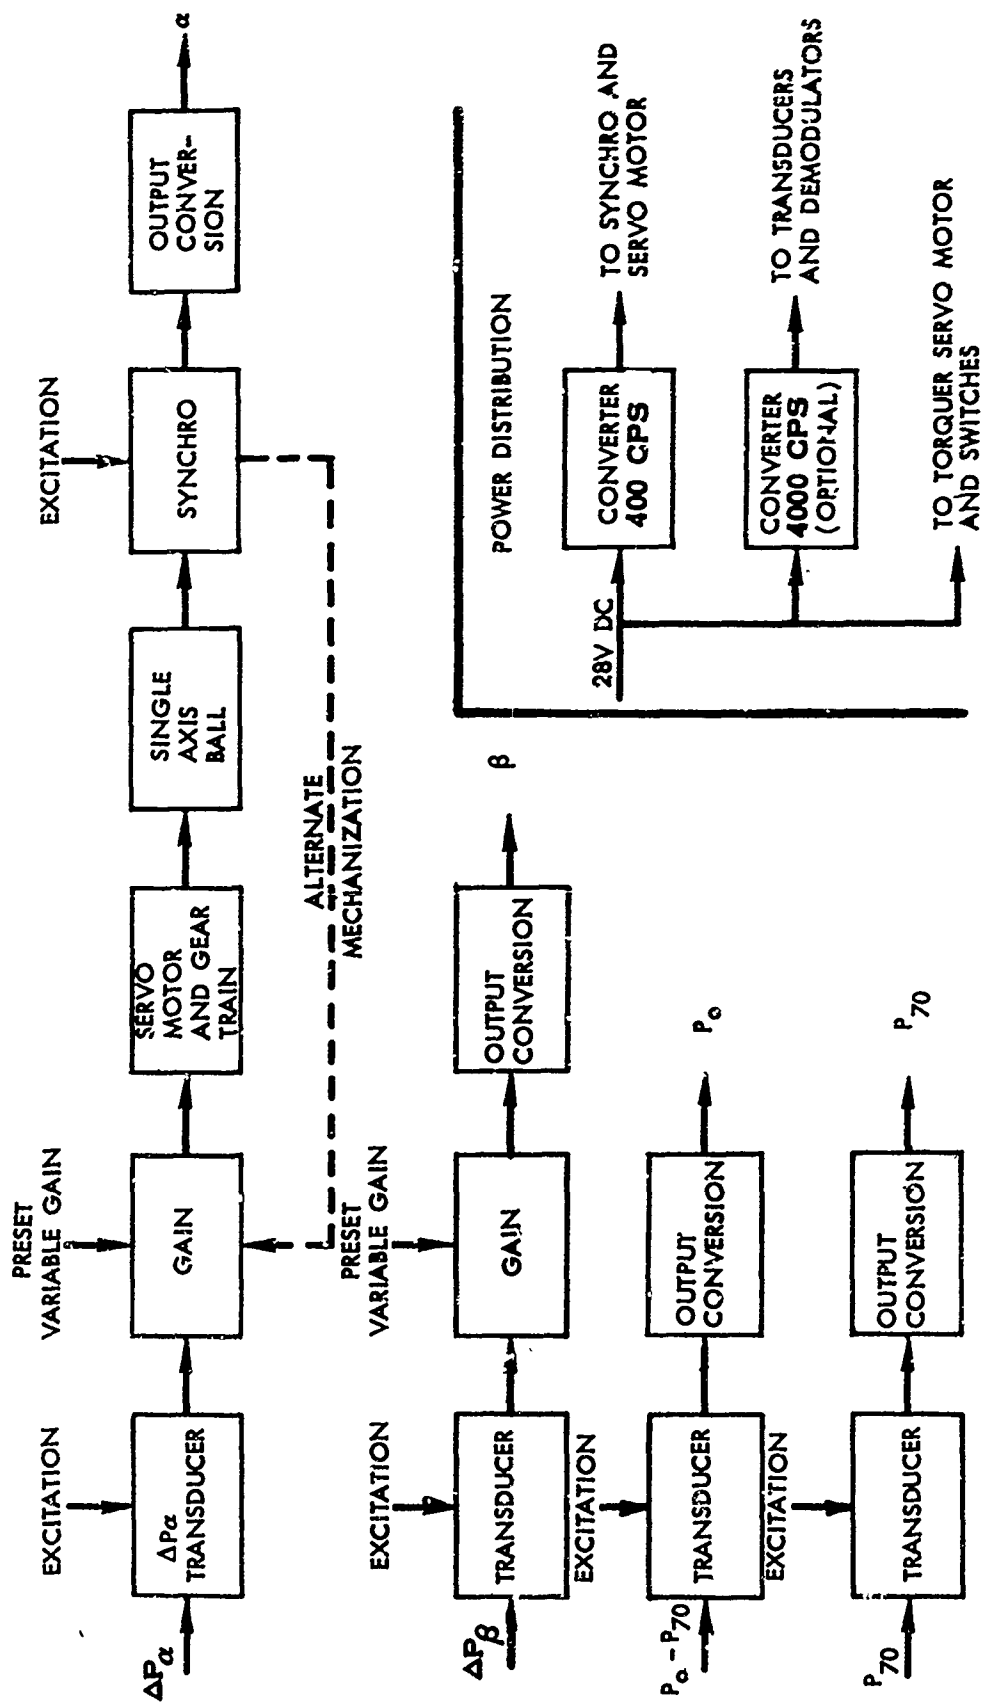 EXCITATION
PRESET
VARIABLE GAIN
EXCITATION
ΔPα
ΔPα
TRANSDUCER
GAIN
SERVO
MOTOR
AND GEAR
TRAIN
SINGLE
AXIS
BALL
SYNCHRO
OUTPUT
CONVER-
SION
α
ALTERNATE
MECHANIZATION
EXCITATION
PRESET
VARIABLE GAIN
ΔPβ
TRANSDUCER
GAIN
OUTPUT
CONVERSION
β
EXCITATION
Pα - P70
TRANSDUCER
OUTPUT
CONVERSION
Po
EXCITATION
P70
TRANSDUCER
OUTPUT
CONVERSION
P70
POWER DISTRIBUTION
28V DC
CONVERTER
400 CPS
TO SYNCHRO AND
SERVO MOTOR
CONVERTER
4000 CPS
(OPTIONAL)
TO TRANSDUCERS
AND DEMODULATORS
TO TORQUER SERVO MOTOR
AND SWITCHES